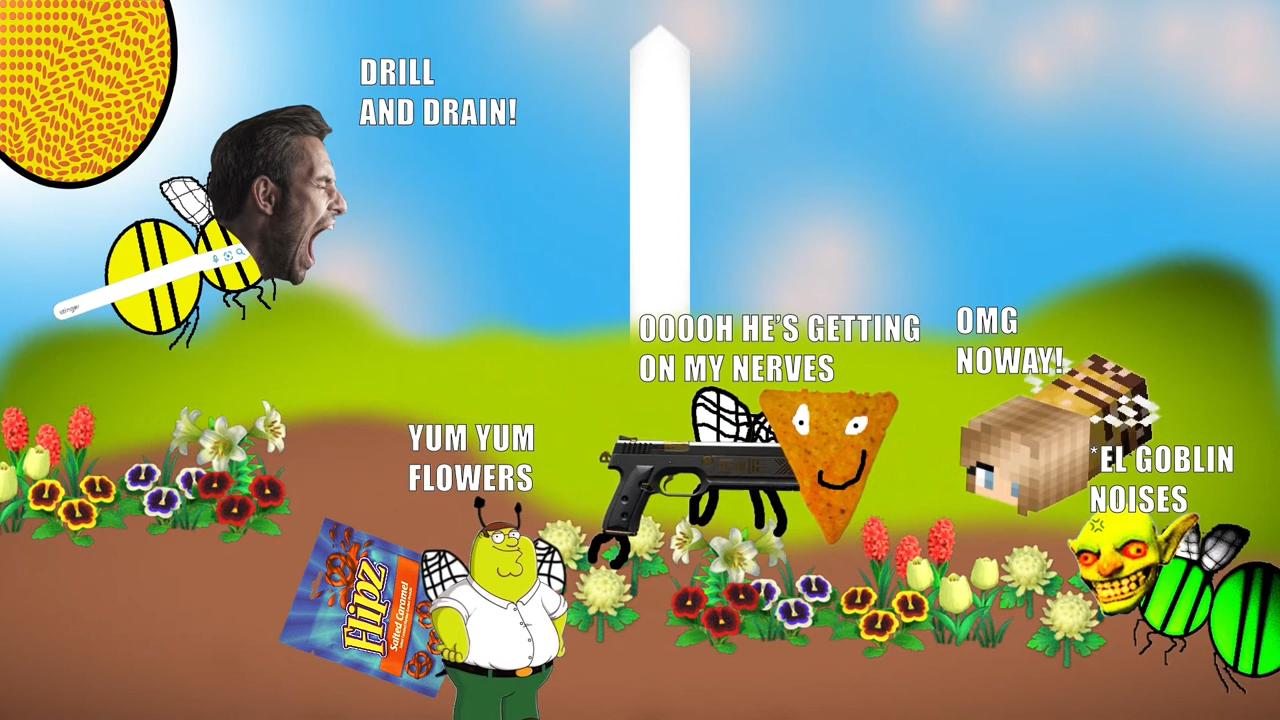 DRILL
AND DRAIN!
stinger
OOOOH HE'S GETTING
ON MY NERVES
OMG
NOWAY!
YUM YUM
FLOWERS
*EL GOBLIN
NOISES
Flipz
Salted Caramel